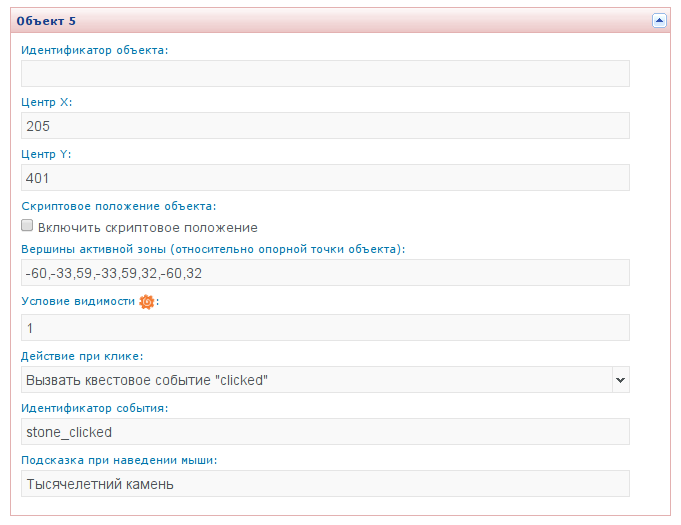 Объект 5
Идентификатор объекта:
Центр X:
205
Центр Y:
401
Скриптовое положение объекта:
Включить скриптовое положение
Вершины активной зоны (относительно опорной точки объекта):
-60,-33,59,-33,59,32,-60,32
Условие видимости :
1
Действие при клике:
Вызвать квестовое событие "clicked"
Идентификатор события:
stone_clicked
Подсказка при наведении мыши:
Тысячелетний камень